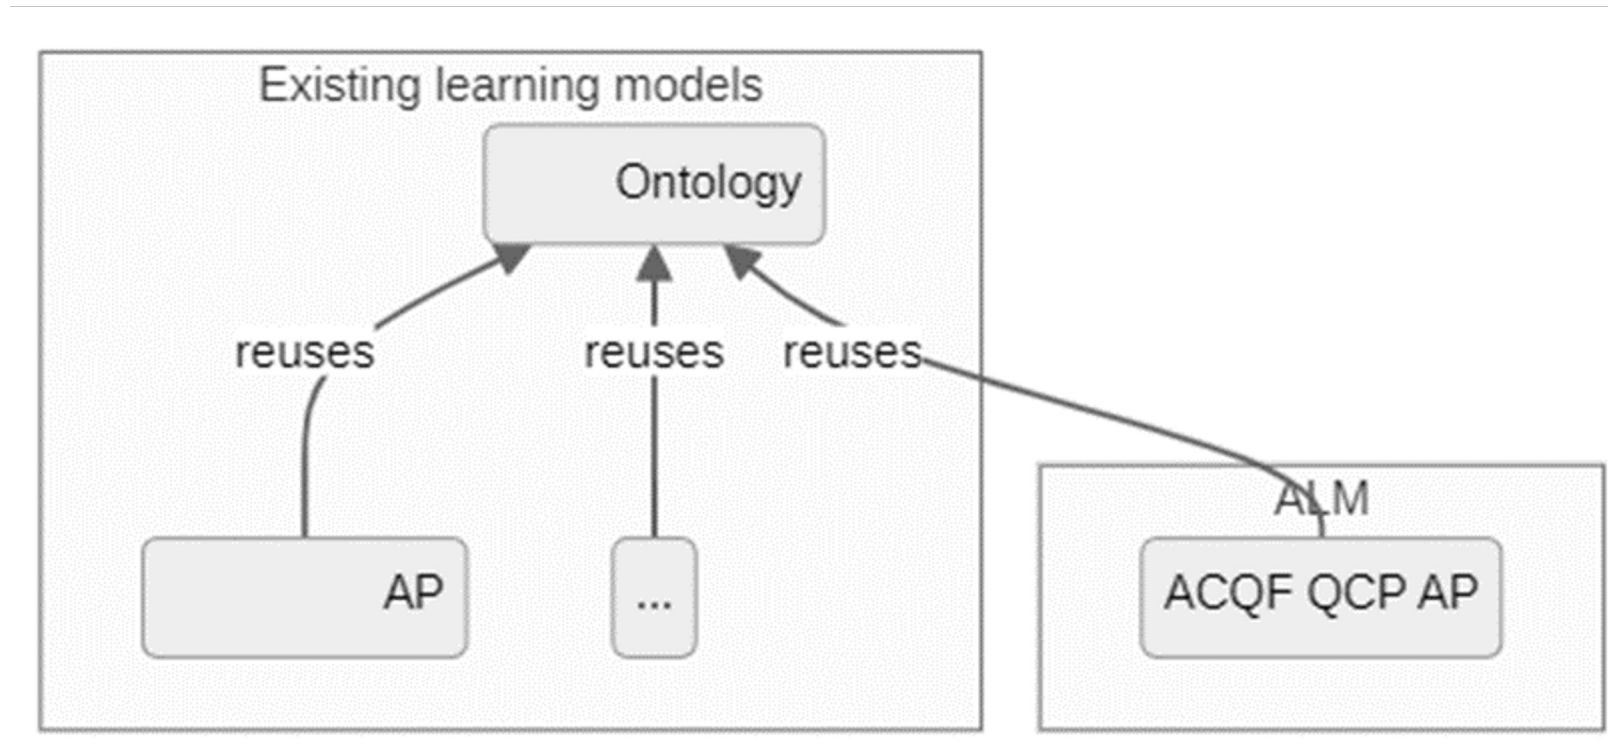 Existing learning models
Ontology
reuses
reuses
reuses
ALM
AP
...
ACQF QCP AP